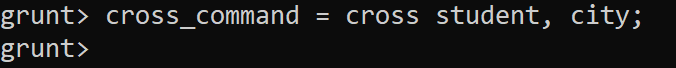 grunt> cross_command = cross student, city;
grunt>